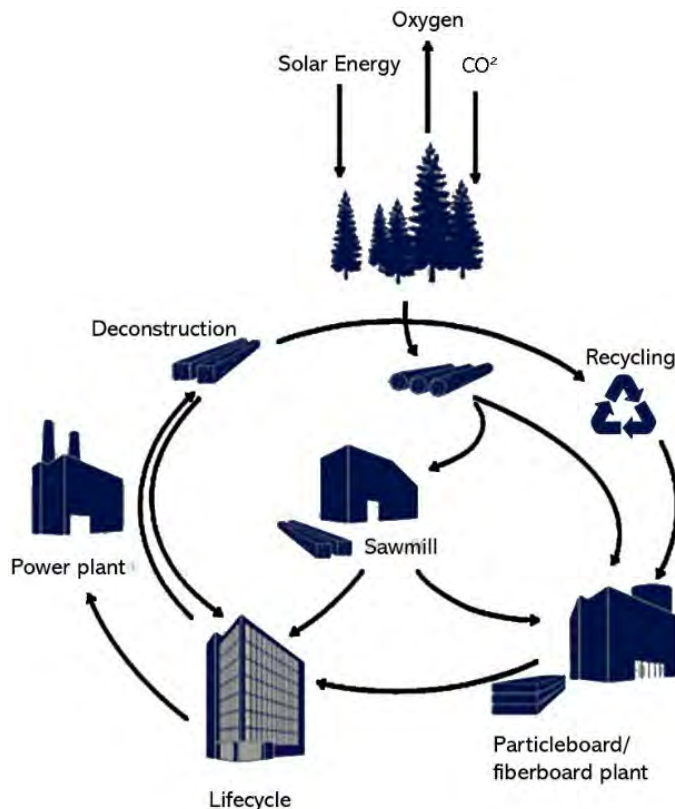 Oxygen
Solar Energy
CO²
Deconstruction
Recycling
Power plant
Sawmill
Particleboard/
fiberboard plant
Lifecycle